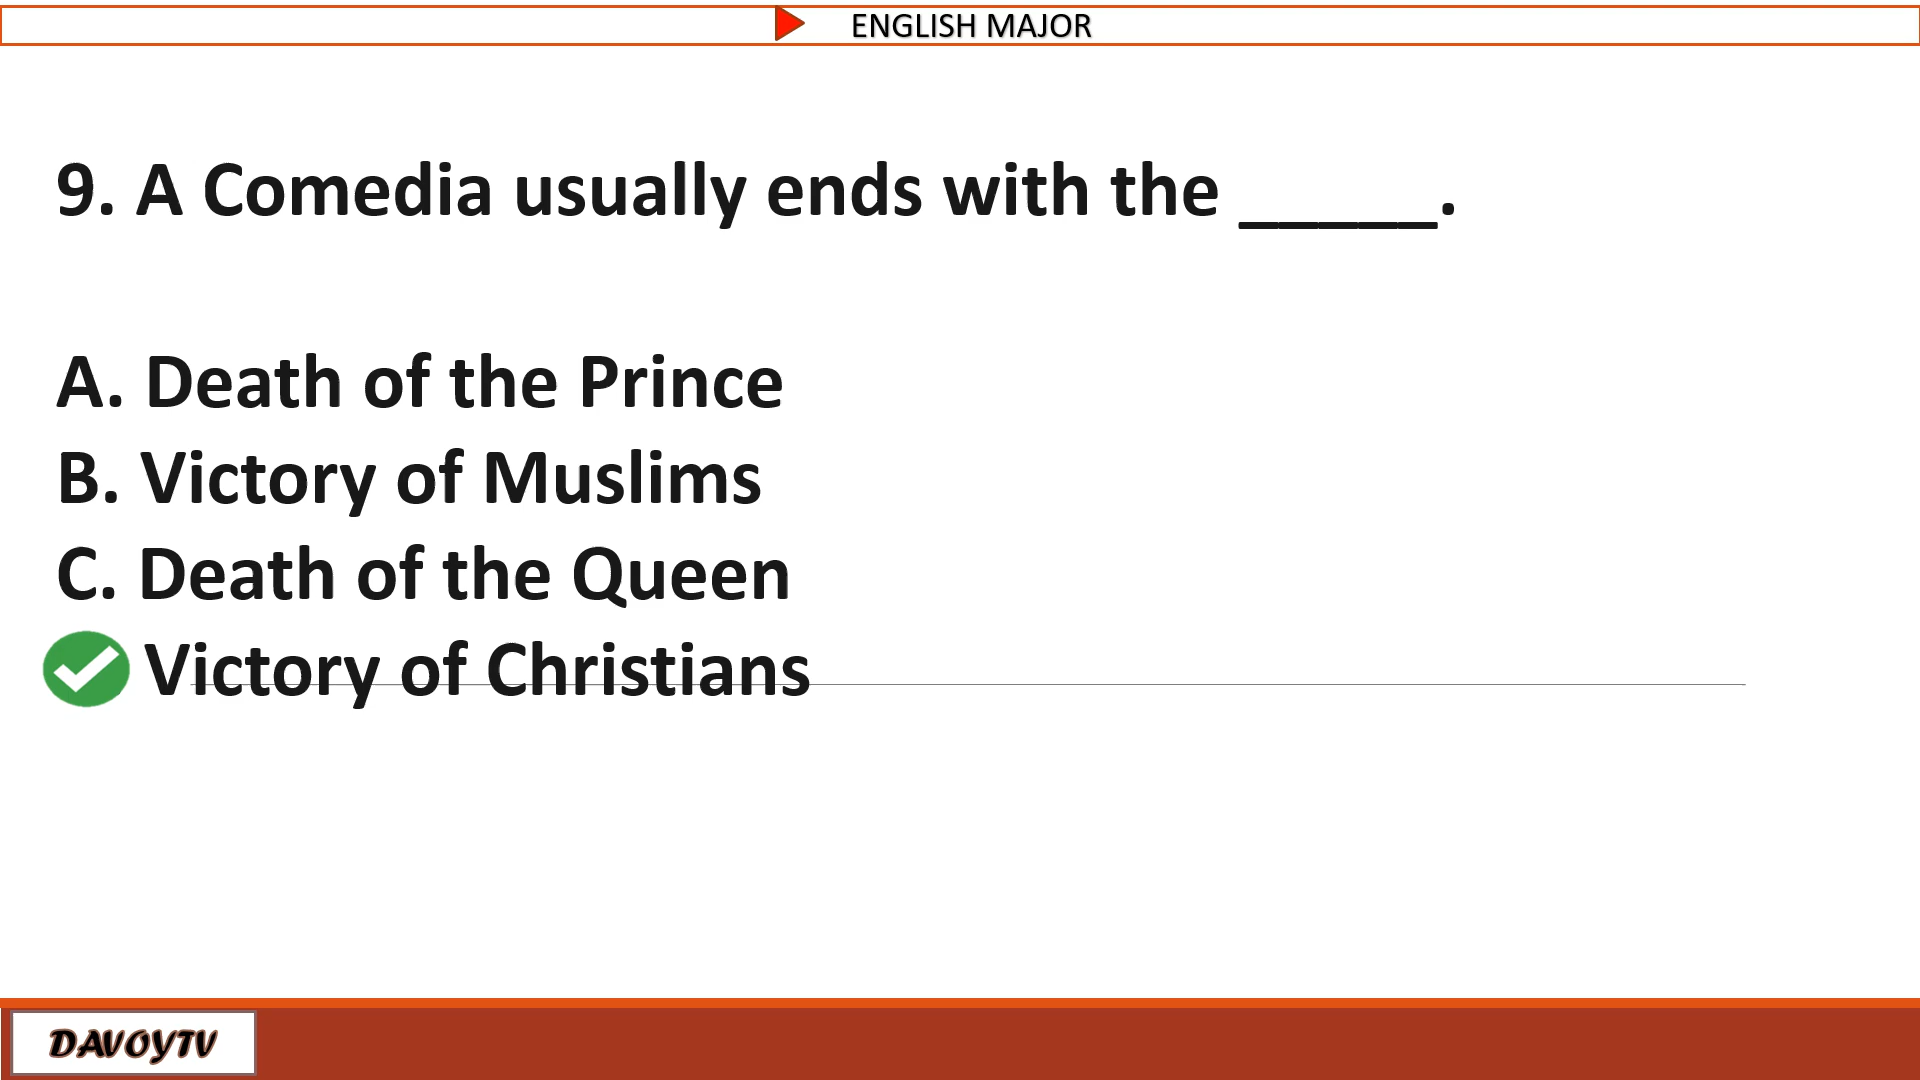 ENGLISH MAJOR
9. A Comedia usually ends with the _____.
A. Death of the Prince
B. Victory of Muslims
C. Death of the Queen
Victory of Christians
DAVOYTV